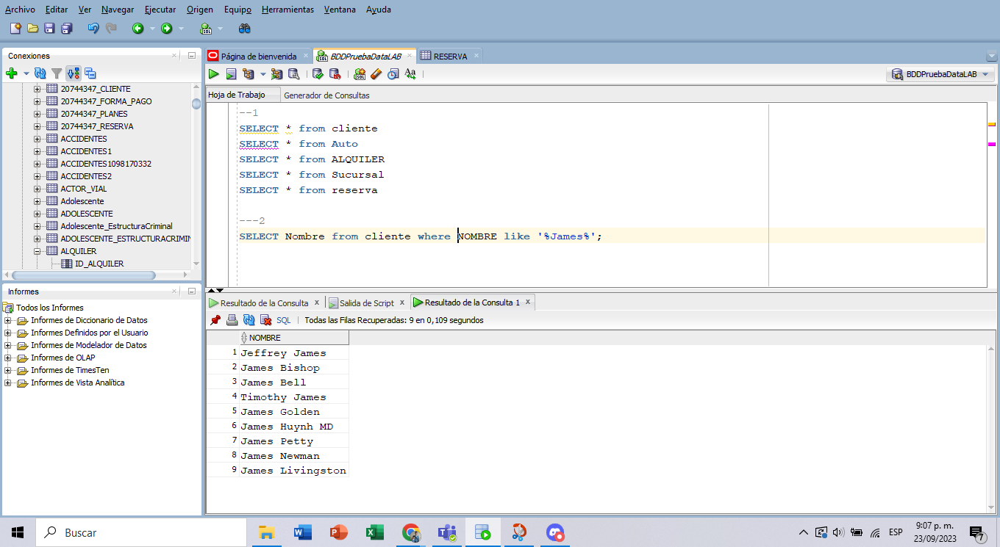 Archivo Editar Ver Navegar Ejecutar Origen Equipo Herramientas Ventana Ayuda
Conexiones
20744347_CLIENTE
20744347_FORMA_PAGO
20744347_PLANES
20744347_RESERVA
ACCIDENTES
ACCIDENTES1
ACCIDENTES1098170332
ACCIDENTES2
ACTOR_VIAL
Adolescente
ADOLESCENTE
Adolescente_EstructuraCriminal
ADOLESCENTE_ESTRUCTURACRIMIN
ALQUILER
ID_ALQUILER
Informes
Todos los Informes
Informes de Diccionario de Datos
Informes Definidos por el Usuario
Informes de Modelador de Datos
Informes de OLAP
Informes de TimesTen
Informes de Vista Analítica
Página de bienvenida BDDPruebaDataLAB RESERVA
BDDPruebaDataLAB
Hoja de Trabajo Generador de Consultas
--1
SELECT * from cliente
SELECT * from Auto
SELECT * from ALQUILER
SELECT * from Sucursal
SELECT * from reserva
---2
SELECT Nombre from cliente where NOMBRE like '%James%';
Resultado de la Consulta Salida de Script Resultado de la Consulta 1
SQL Todas las Filas Recuperadas: 9 en 0,109 segundos
NOMBRE
1 Jeffrey James
2 James Bishop
3 James Bell
4 Timothy James
5 James Golden
6 James Huynh MD
7 James Petty
8 James Newman
9 James Livingston
Buscar
ESP
9:07 p. m.
23/09/2023
7